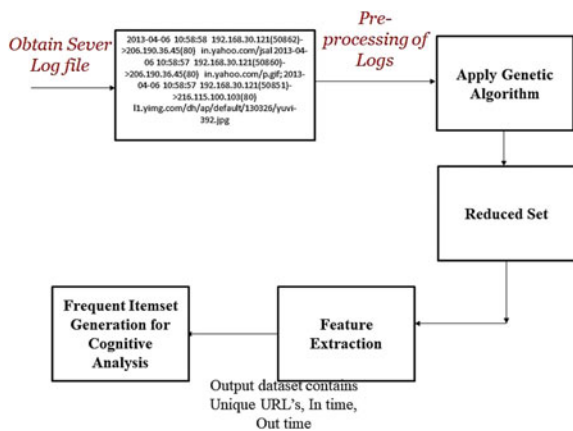 Obtain Sever
Log file
2013-04-06 10:58:58 192.168.30.121(50862)-
>206.190.36.45(80) in.yahoo.com/jsal 2013-04-
06 10:58:57 192.168.30.121(50860)-
>206.190.36.45(80) in.yahoo.com/p.gif; 2013-
04-06 10:58:57 192.168.30.121(50851)-
>216.115.100.103(80)
l1.yimg.com/dh/ap/default/130326/yuvi-
392.jpg
Pre-
processing of
Logs
Apply Genetic
Algorithm
Reduced Set
Feature
Extraction
Output dataset contains
Unique URL's, In time,
Out time
Frequent Itemset
Generation for
Cognitive
Analysis